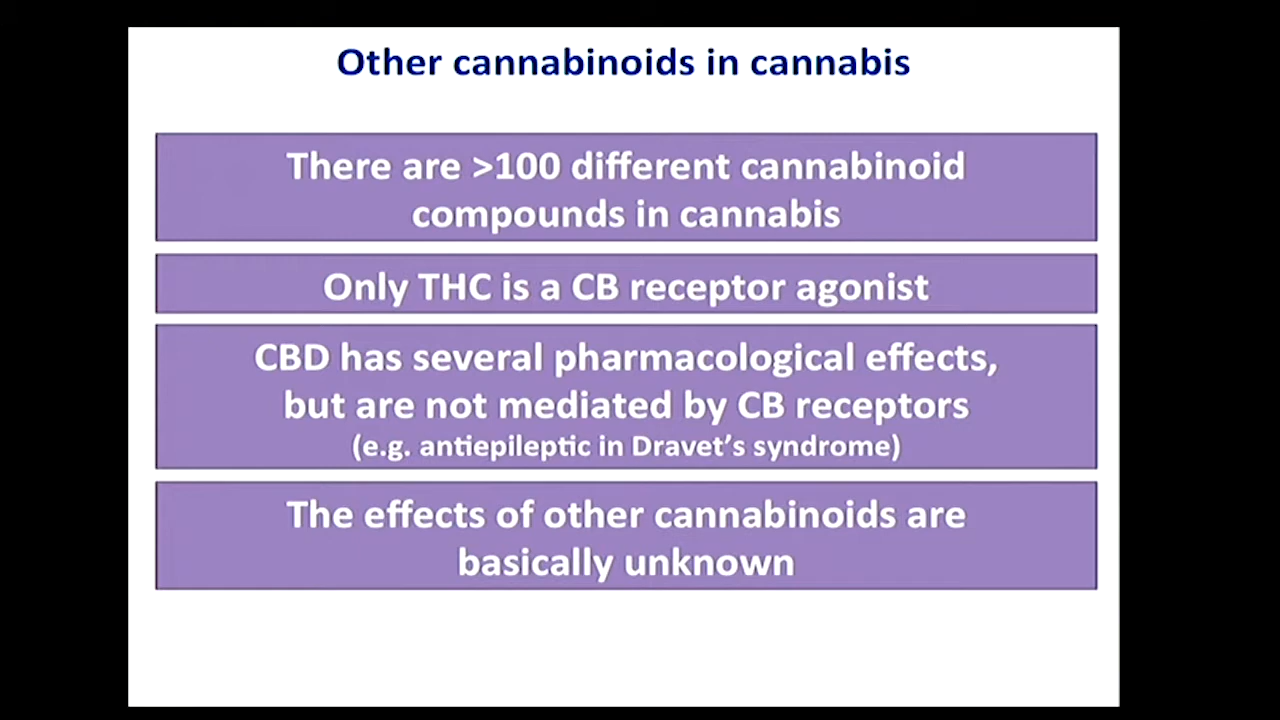 Other cannabinoids in cannabis
There are >100 different cannabinoid
compounds in cannabis
Only THC is a CB receptor agonist
CBD has several pharmacological effects,
but are not mediated by CB receptors
(e.g. antiepileptic in Dravet’s syndrome)
The effects of other cannabinoids are
basically unknown